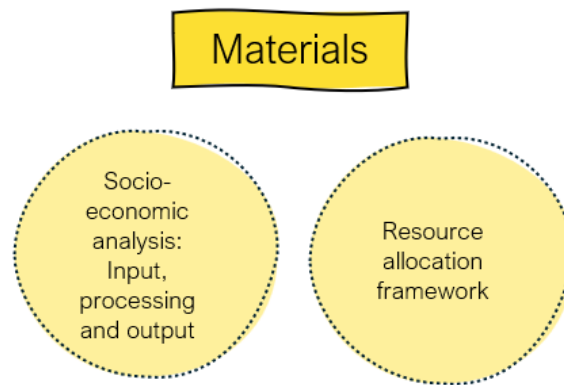 Materials
Socio-
economic
analysis:
Input,
processing
and output
Resource
allocation
framework